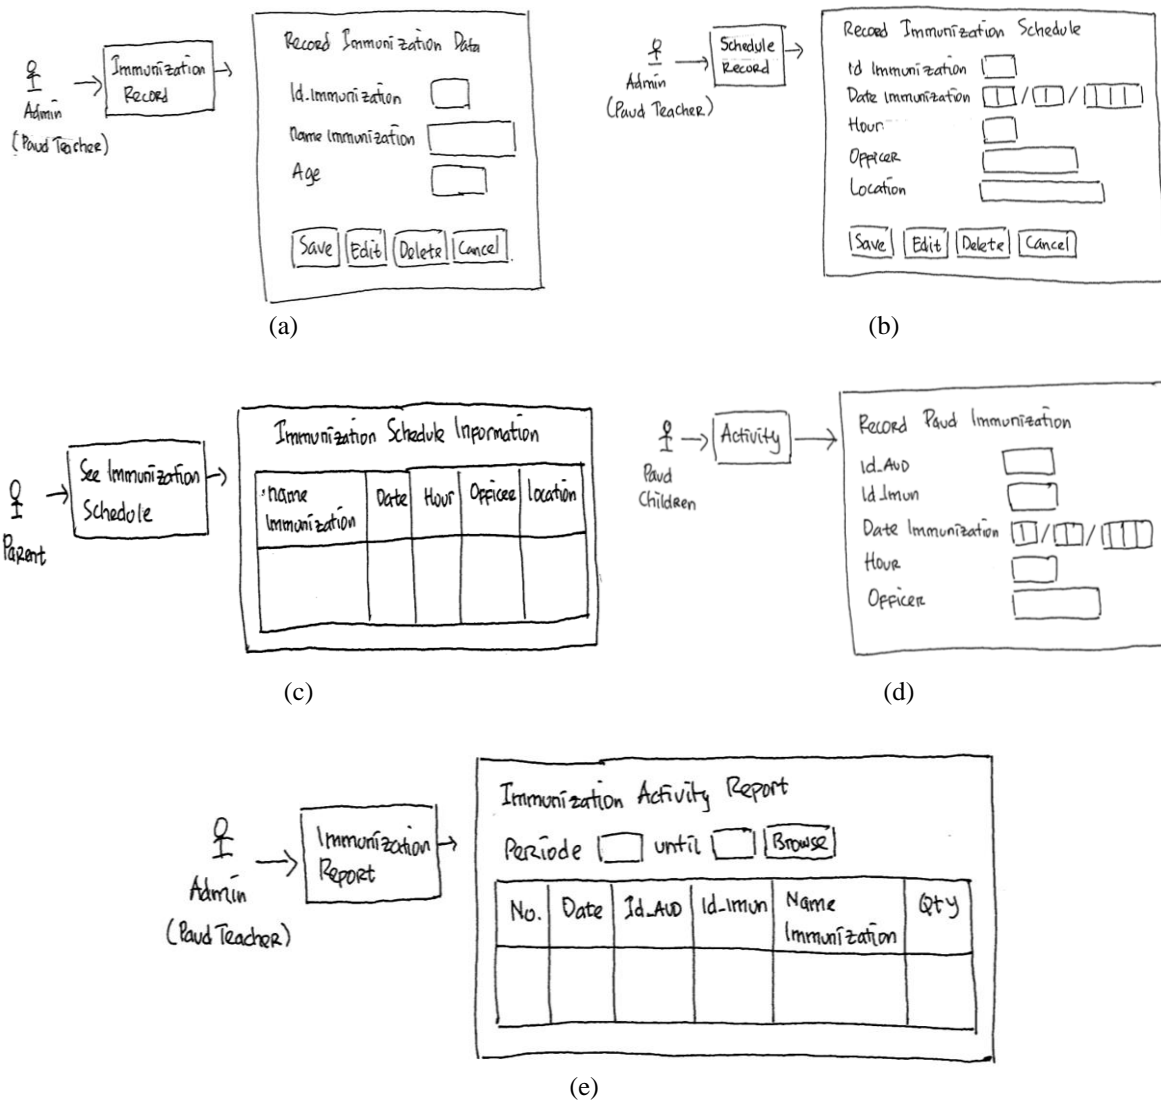 Admin
(Paud Teacher)
Immunization
Record
Record Immunization Data
Id_Immunization
Name Immunization
Age
Save Edit Delete Cancel
(a)
Admin
(Paud Teacher)
Schedule
Record
Record Immunization Schedule
Id Immunization
Date Immunization / /
Hour
Officer
Location
Save Edit Delete Cancel
(b)
Parent
See Immunization
Schedule
Immunization Schedule Information
name
Immunization
Date
Hour
Officer
location
(c)
Paud
Children
Activity
Record Paud Immunization
Id_AUD
Id_Imun
Date Immunization / /
Hour
Officer
(d)
Admin
(Paud Teacher)
Immunization
Report
Immunization Activity Report
Periode until Browse
No.
Date
Id_AUD
Id_Imun
Name
Immunization
Qty
(e)